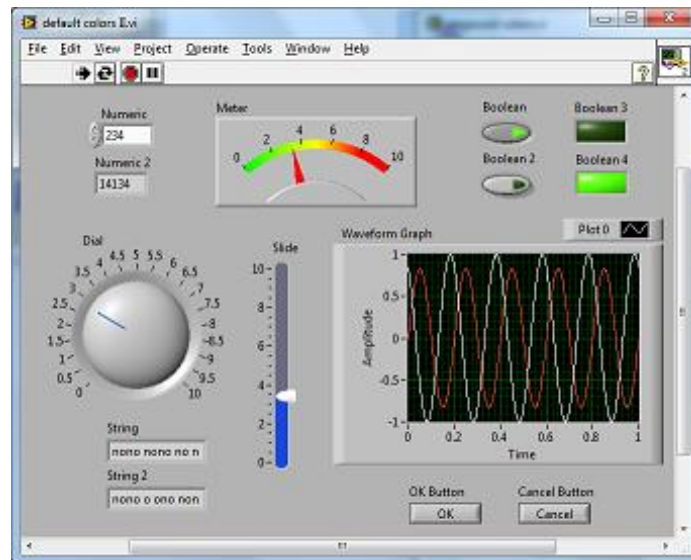 default colors II.vi
File Edit View Project Operate Tools Window Help
Numeric
234
Numeric 2
14134
Meter
0 2 4 6 8 10
Boolean
Boolean 2
Boolean 3
Boolean 4
Dial
0 0.5 1 1.5 2 2.5 3 3.5 4 4.5 5 5.5 6 6.5 7 7.5 8 8.5 9 9.5 10
Slide
10
8
6
4
2
0
Waveform Graph
Plot 0
Amplitude
1
0.5
0
-0.5
-1
0 0.2 0.4 0.6 0.8 1
Time
String
nono nono no n
String 2
nono o ono non
OK Button
OK
Cancel Button
Cancel